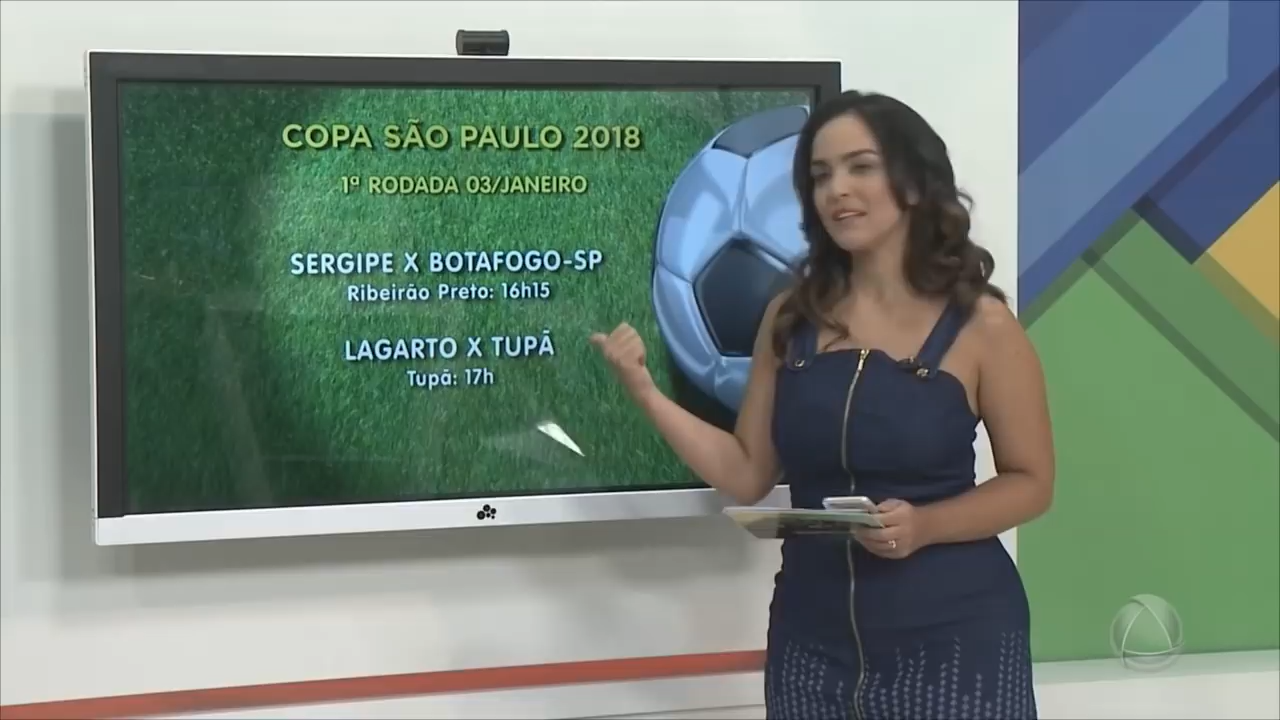 COPA SÃO PAULO 2018
1ª RODADA 03/JANEIRO
SERGIPE X BOTAFOGO-SP
Ribeirão Preto: 16h15
LAGARTO X TUPÃ
Tupã: 17h